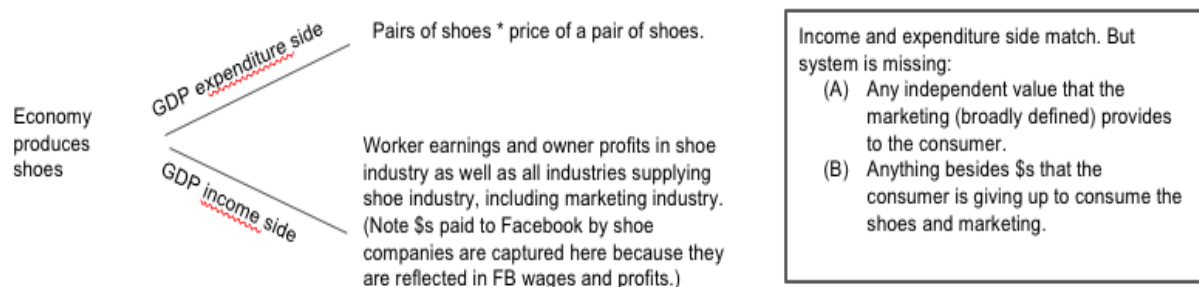 Economy
produces
shoes
GDP expenditure side
Pairs of shoes * price of a pair of shoes.
GDP income side
Worker earnings and owner profits in shoe
industry as well as all industries supplying
shoe industry, including marketing industry.
(Note $s paid to Facebook by shoe
companies are captured here because they
are reflected in FB wages and profits.)
Income and expenditure side match. But
system is missing:
(A) Any independent value that the
marketing (broadly defined) provides
to the consumer.
(B) Anything besides $s that the
consumer is giving up to consume the
shoes and marketing.